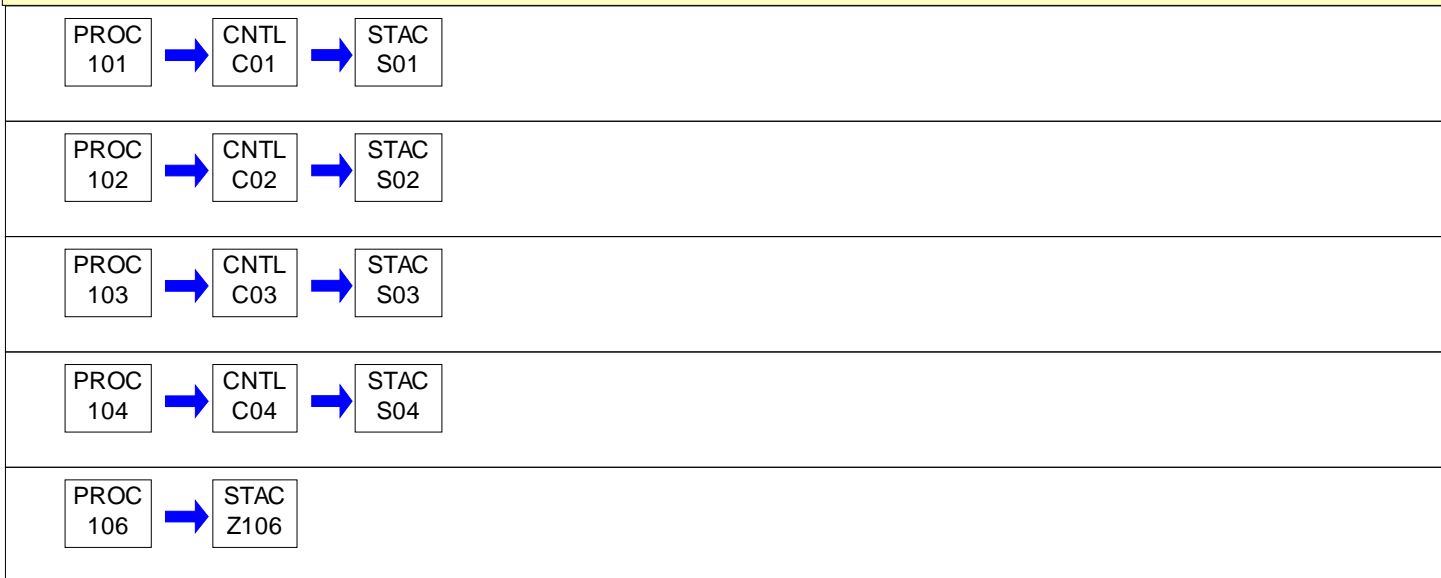 PROC CNTL STAC
101 C01 S01
PROC CNTL STAC
102 C02 S02
PROC CNTL STAC
103 C03 S03
PROC CNTL STAC
104 C04 S04
PROC STAC
106 Z106